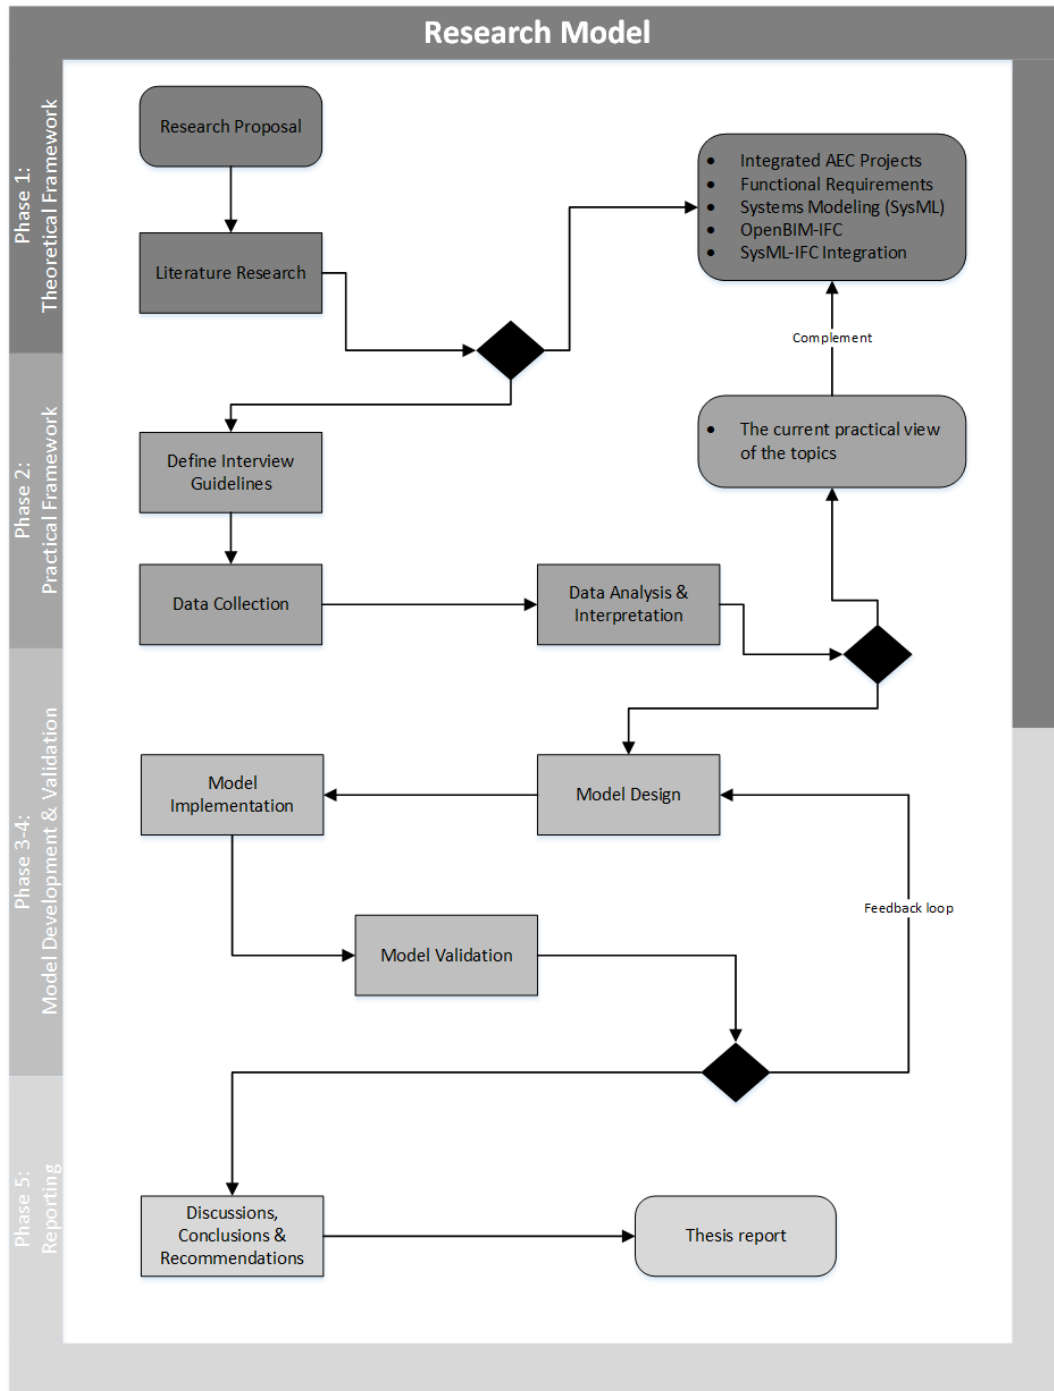 Research Model
Phase 1:
Theoretical Framework
Research Proposal
Literature Research
• Integrated AEC Projects
• Functional Requirements
• Systems Modeling (SysML)
• OpenBIM-IFC
• SysML-IFC Integration
Complement
Phase 2:
Practical Framework
Define Interview
Guidelines
• The current practical view
of the topics
Data Collection
Data Analysis &
Interpretation
Phase 3-4:
Model Development & Validation
Model
Implementation
Model Design
Feedback loop
Model Validation
Phase 5:
Reporting
Discussions,
Conclusions &
Recommendations
Thesis report